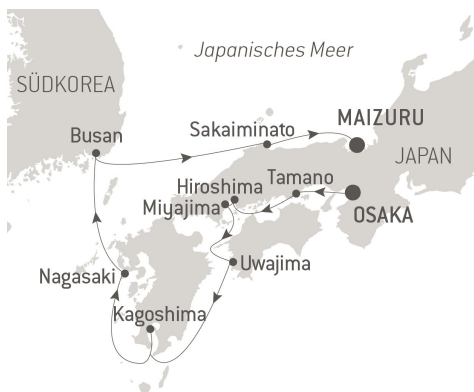 Japanisches Meer
SÜDKOREA
MAIZURU
Sakaiminato
Busan
JAPAN
Tamano
Hiroshima
Miyajima
OSAKA
Uwajima
Nagasaki
Kagoshima